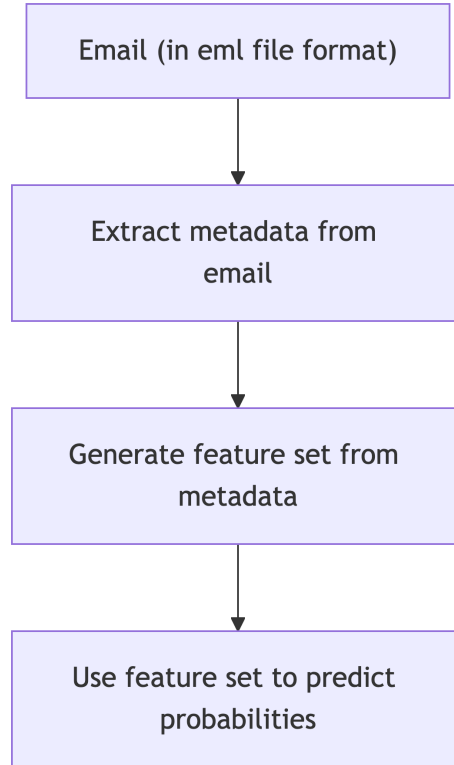 Email (in eml file format)
Extract metadata from
email
Generate feature set from
metadata
Use feature set to predict
probabilities